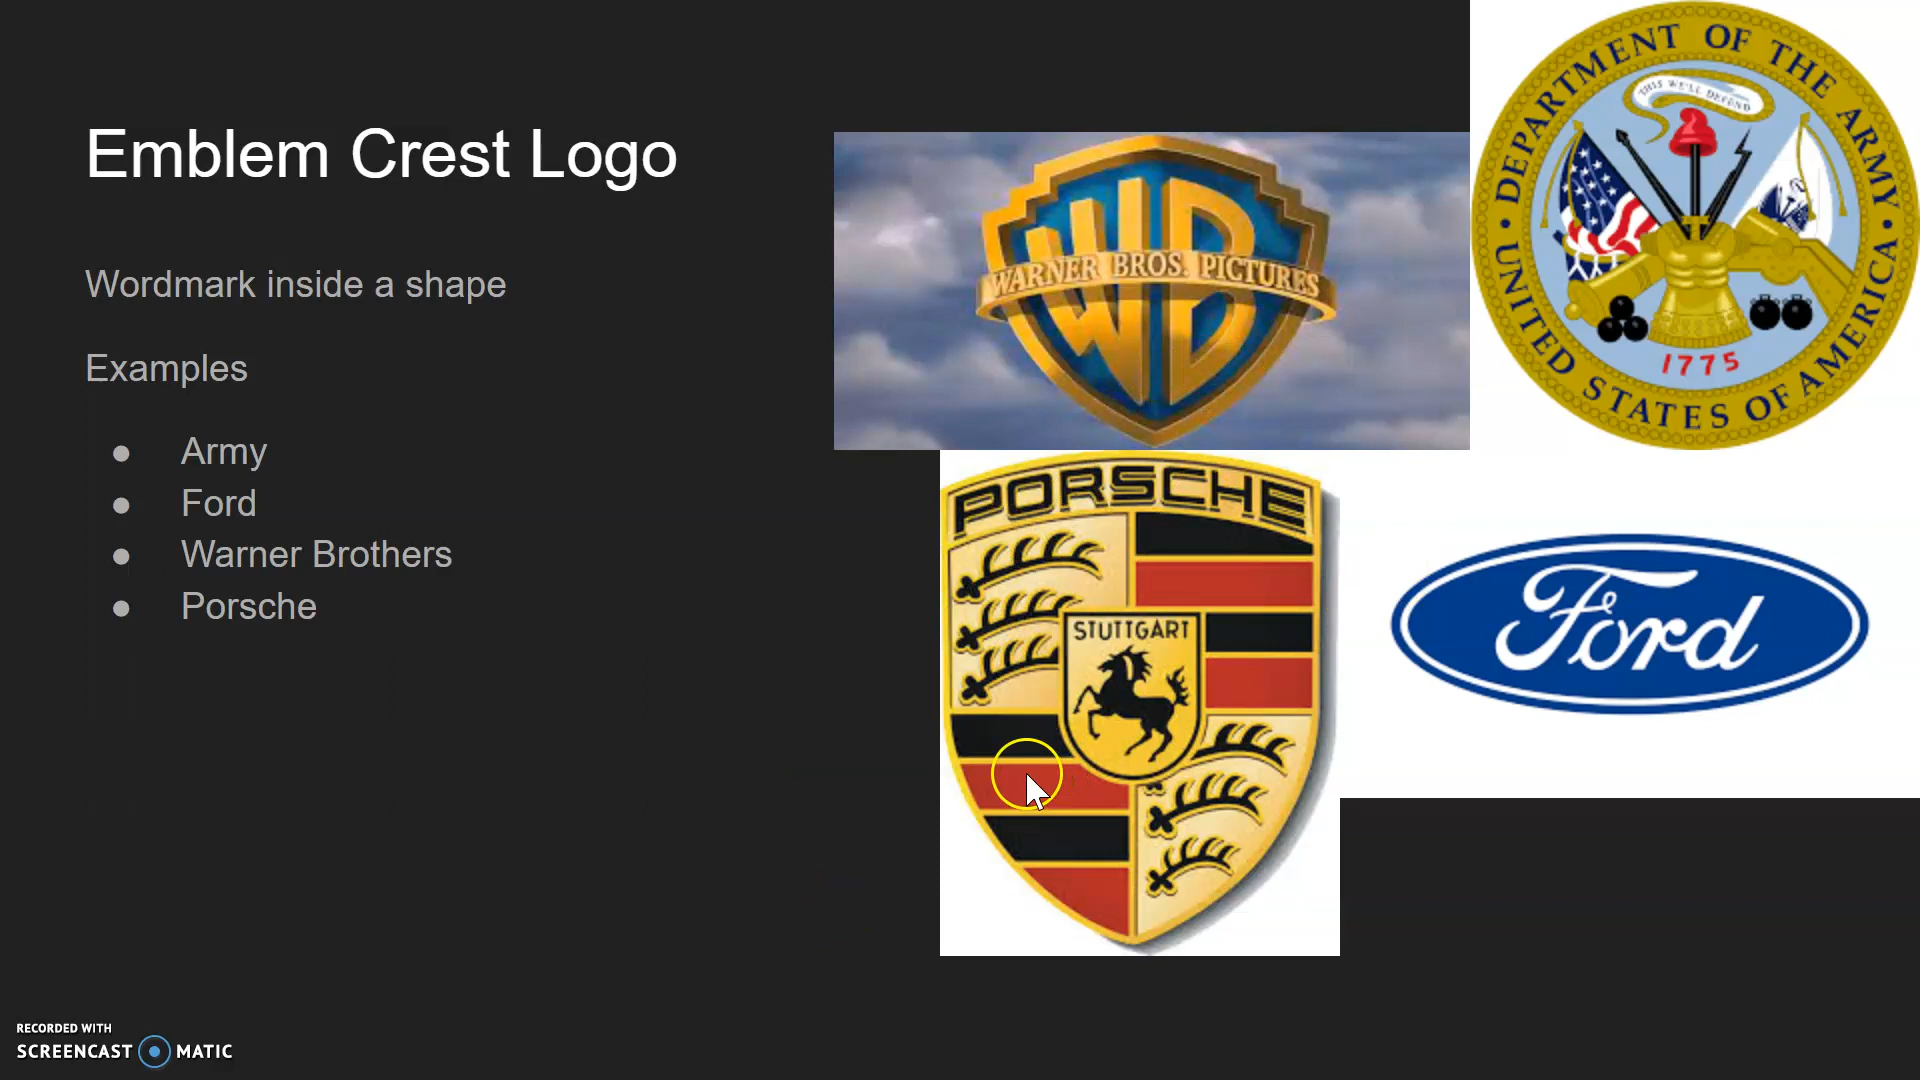 Emblem Crest Logo
Wordmark inside a shape
Examples
● Army
● Ford
● Warner Brothers
● Porsche
WB
WARNER BROS. PICTURES
DEPARTMENT OF THE ARMY
THIS WE'LL DEFEND
1775
• UNITED STATES OF AMERICA •
PORSCHE
STUTTGART
Ford
RECORDED WITH
SCREENCAST MATIC